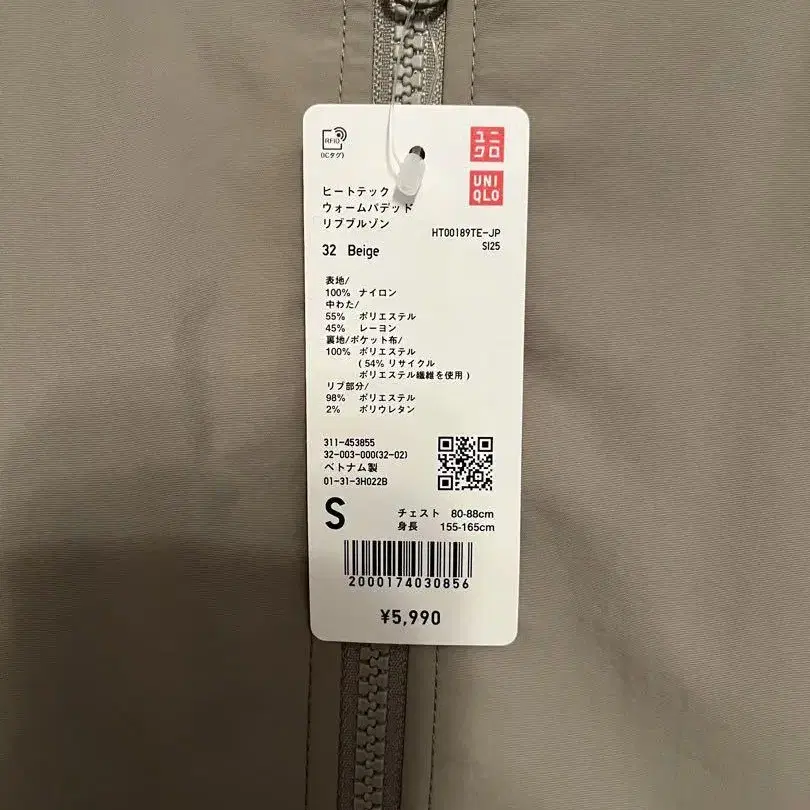 RFID
(ICタグ)
ユニ
クロ
UNI
QLO
ヒートテック
ウォームパデッド
リブブルゾン
HT00189TE-JP
SI25
32 Beige
表地/
100% ナイロン
中わた/
55% ポリエステル
45% レーヨン
裏地/ポケット布/
100% ポリエステル
( 54% リサイクル
ポリエステル繊維を使用 )
リブ部分/
98% ポリエステル
2% ポリウレタン
311-453855
32-003-000(32-02)
ベトナム製
01-31-3H022B
S
チェスト 80-88cm
身長 155-165cm
2000174030856
¥5,990